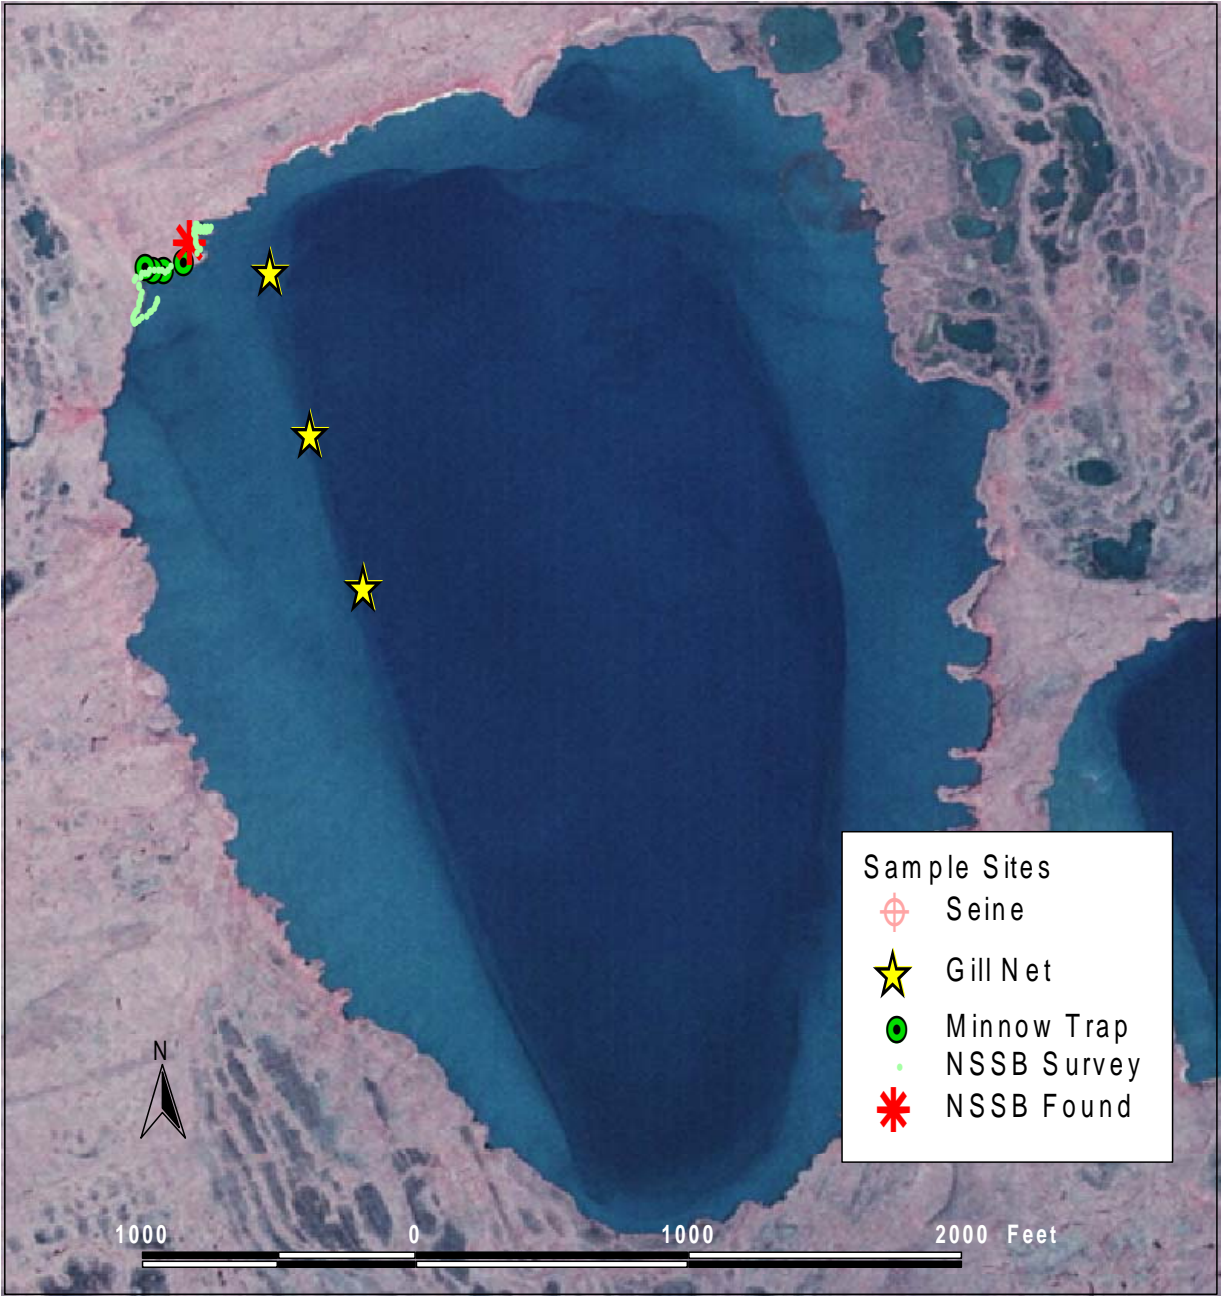 Sample Sites
Seine
Gill Net
Minnow Trap
NSSB Survey
NSSB Found
N
1000 0 1000 2000 Feet